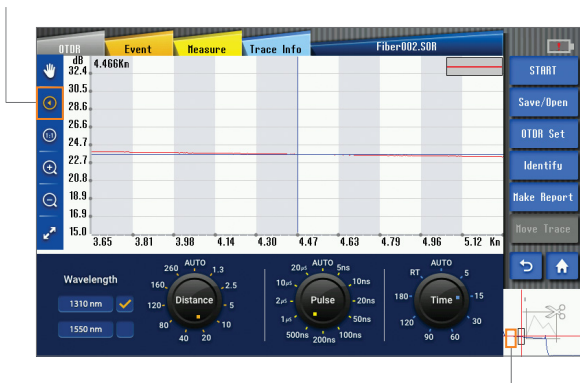 OTDR Event Measure Trace Info Fiber002.SOR
dB
4.466Km
32.4
30.5
28.6
26.6
24.7
22.7
20.8
18.9
16.9
15.0
3.65 3.81 3.98 4.14 4.30 4.47 4.63 4.79 4.96 5.12 Km
1:1
START
Save/Open
OTDR Set
Identify
Make Report
Move Trace
Wavelength
1310 nm
1550 nm
Distance
AUTO
1.3
2.5
5
10
20
40
80
120
160
260
Pulse
AUTO
5ns
10ns
20ns
50ns
100ns
200ns
500ns
1μs
2μs
10μs
20μs
Time
AUTO
5
15
30
60
90
120
180
RT